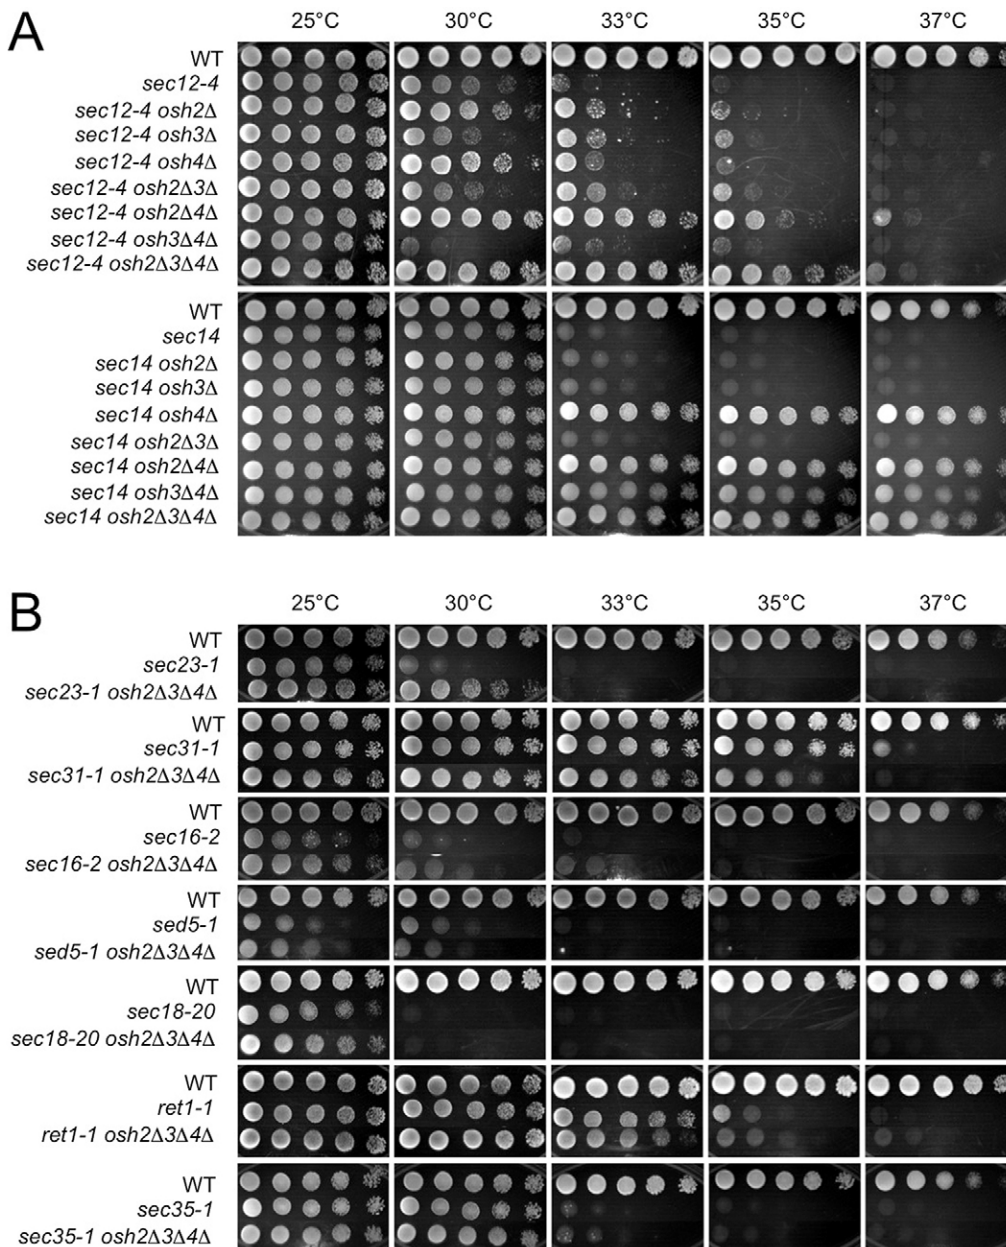 A
25°C 30°C 33°C 35°C 37°C
WT
sec12-4
sec12-4 osh2Δ
sec12-4 osh3Δ
sec12-4 osh4Δ
sec12-4 osh2Δ3Δ
sec12-4 osh2Δ4Δ
sec12-4 osh3Δ4Δ
sec12-4 osh2Δ3Δ4Δ
WT
sec14
sec14 osh2Δ
sec14 osh3Δ
sec14 osh4Δ
sec14 osh2Δ3Δ
sec14 osh2Δ4Δ
sec14 osh3Δ4Δ
sec14 osh2Δ3Δ4Δ
B
25°C 30°C 33°C 35°C 37°C
WT
sec23-1
sec23-1 osh2Δ3Δ4Δ
WT
sec31-1
sec31-1 osh2Δ3Δ4Δ
WT
sec16-2
sec16-2 osh2Δ3Δ4Δ
WT
sed5-1
sed5-1 osh2Δ3Δ4Δ
WT
sec18-20
sec18-20 osh2Δ3Δ4Δ
WT
ret1-1
ret1-1 osh2Δ3Δ4Δ
WT
sec35-1
sec35-1 osh2Δ3Δ4Δ